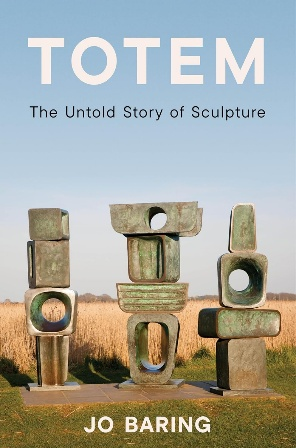 TOTEM
The Untold Story of Sculpture
JO BARING